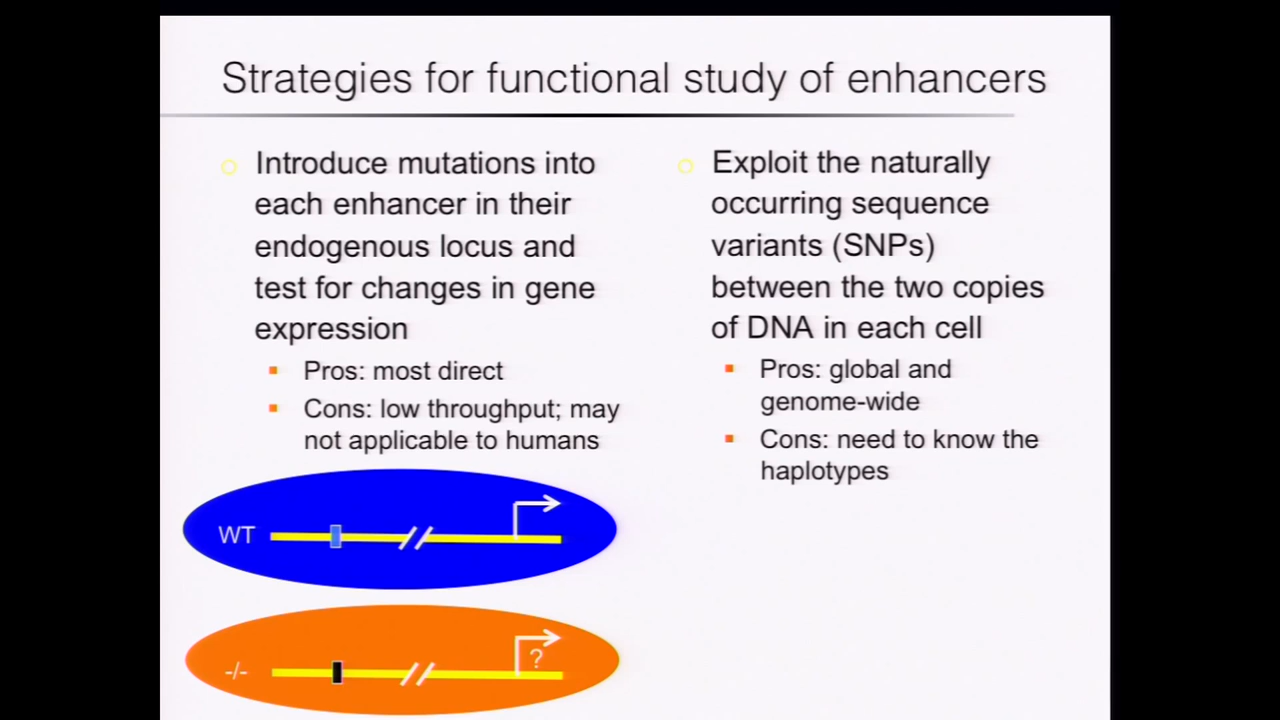 Strategies for functional study of enhancers
Introduce mutations into
each enhancer in their
endogenous locus and
test for changes in gene
expression
Pros: most direct
Cons: low throughput; may
not applicable to humans
Exploit the naturally
occurring sequence
variants (SNPs)
between the two copies
of DNA in each cell
Pros: global and
genome-wide
Cons: need to know the
haplotypes
WT
-/-
?